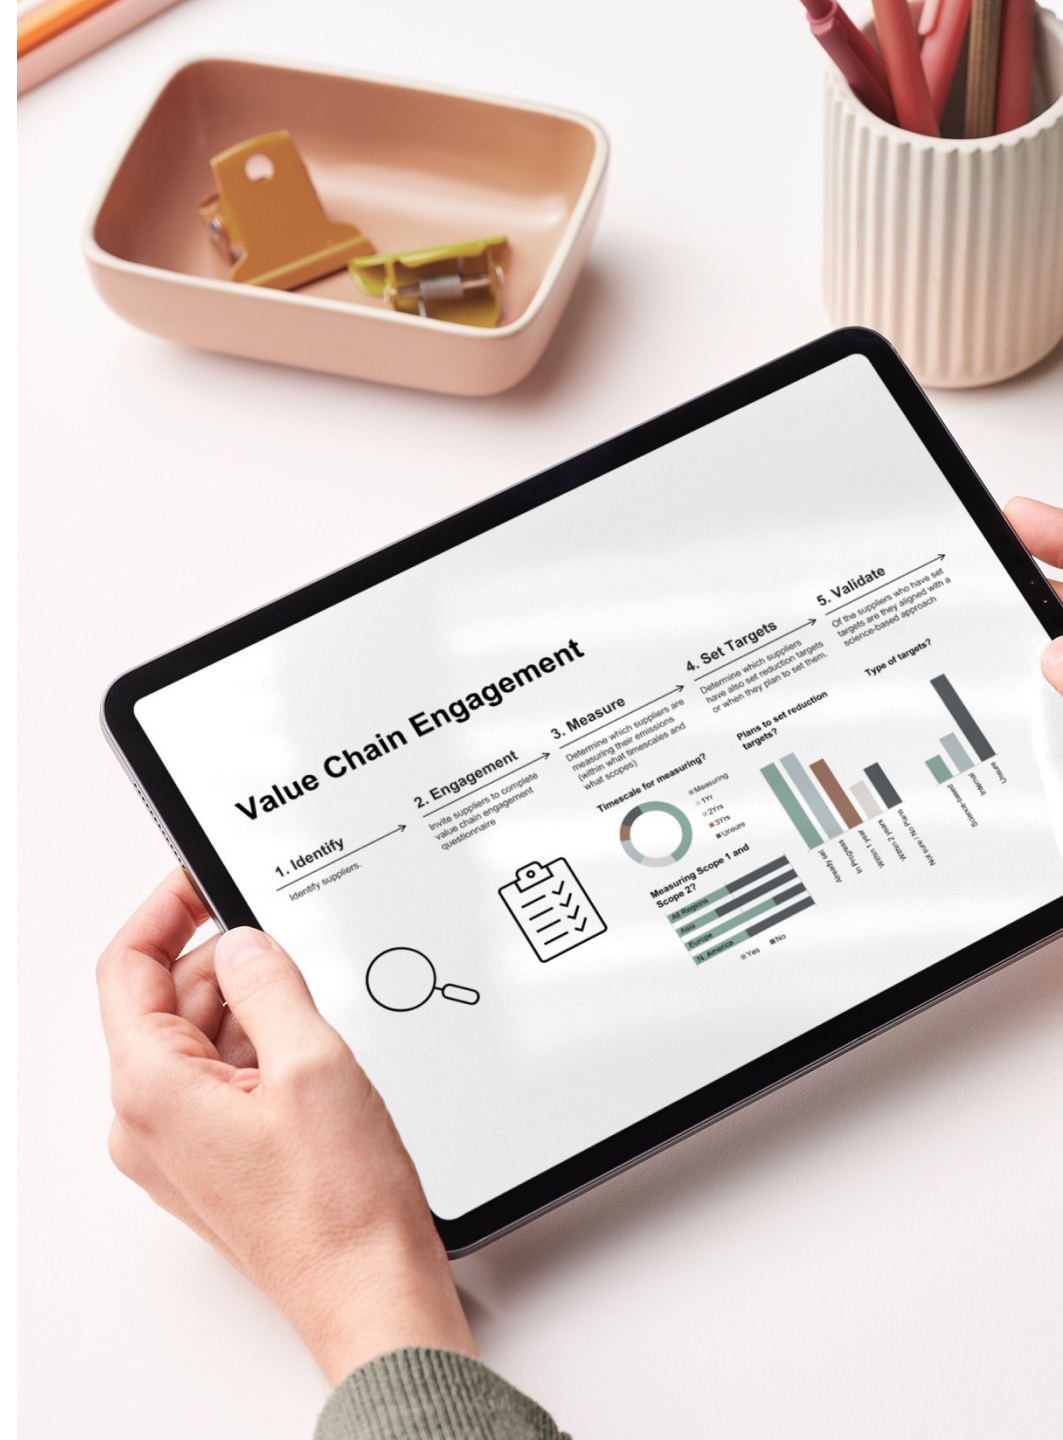 Value Chain Engagement
1. Identify
Identify suppliers.
2. Engagement
Invite suppliers to complete
value chain engagement
questionnaire
3. Measure
Determine which suppliers are
measuring their emissions
(within what timescales and
what scopes)
Timescale for measuring?
Measuring
1Yr
2Yrs
3Yrs
Unsure
Measuring Scope 1 and
Scope 2?
All Regions
Asia
Europe
N. America
Yes No
4. Set Targets
Determine which suppliers
have also set reduction targets
or when they plan to set them.
Plans to set reduction
targets?
Already set
In Progress
Within 1 year
Within 2 years
Not sure / No Plans
5. Validate
Of the suppliers who have set
targets are they aligned with a
science-based approach
Type of targets?
Science-based
Internal
Unsure